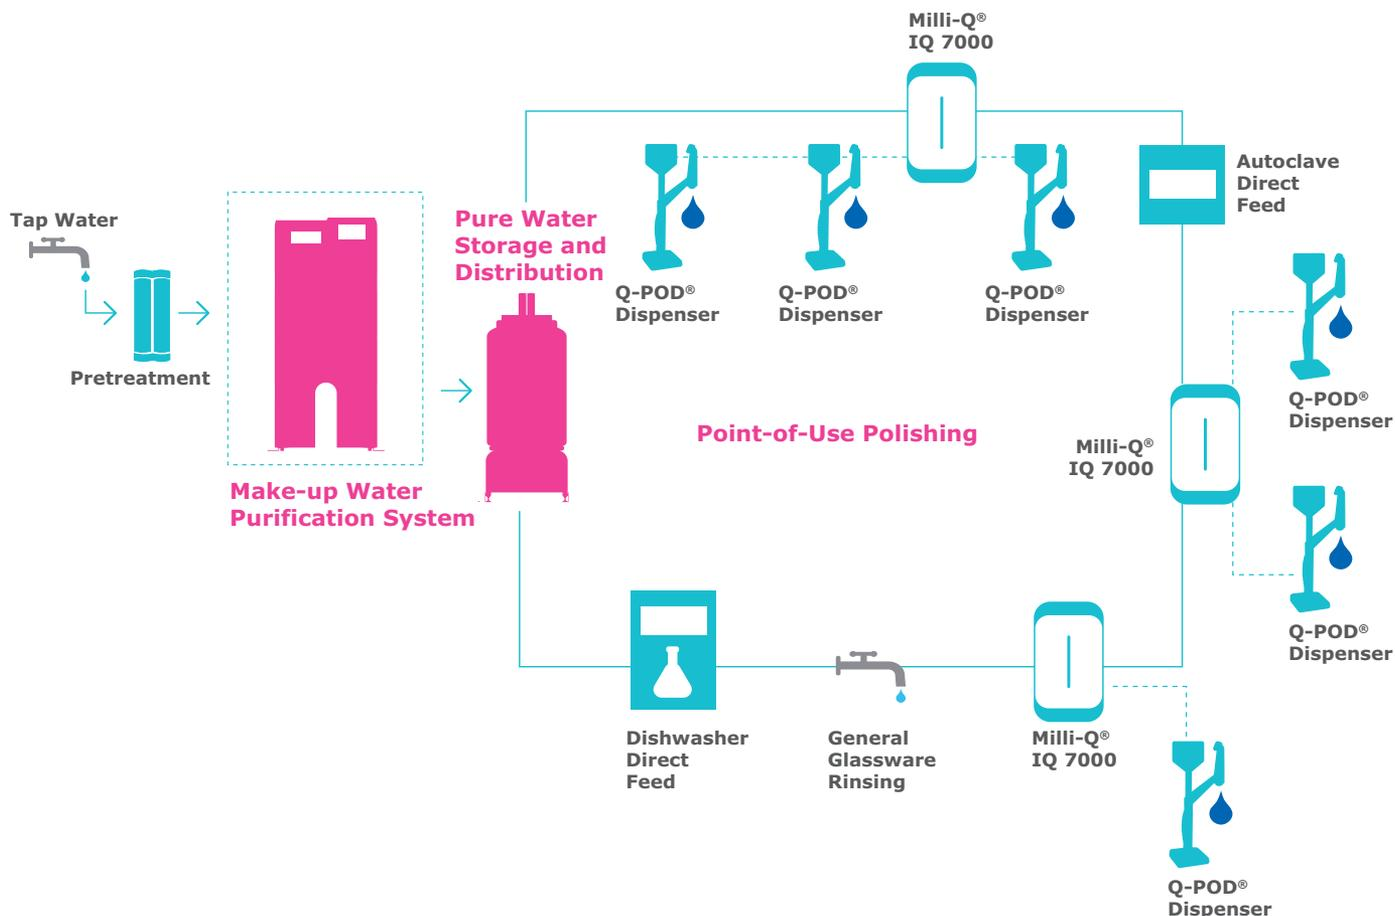 Milli-Q®
IQ 7000
Autoclave
Direct
Feed
Tap Water
Pure Water
Storage and
Distribution
Q-POD®
Dispenser
Q-POD®
Dispenser
Q-POD®
Dispenser
Pretreatment
Q-POD®
Dispenser
Point-of-Use Polishing
Milli-Q®
IQ 7000
Make-up Water
Purification System
Q-POD®
Dispenser
Dishwasher
Direct
Feed
General
Glassware
Rinsing
Milli-Q®
IQ 7000
Q-POD®
Dispenser